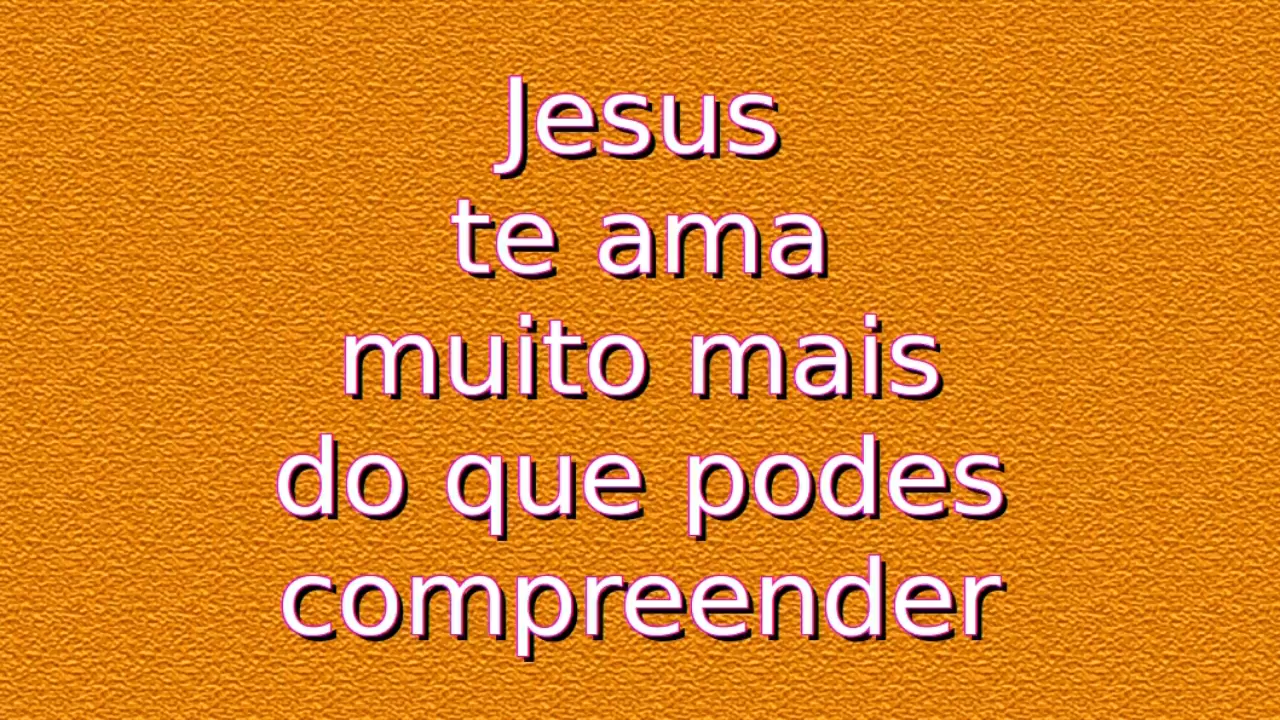 Jesus
te ama
muito mais
do que podes
compreender